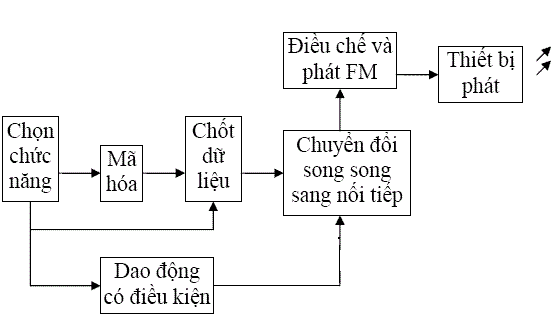 Điều chế và
phát FM
Thiết bị
phát
Chọn
chức
năng
Mã
hóa
Chốt
dữ
liệu
Chuyển đổi
song song
sang nối tiếp
Dao động
có điều kiện